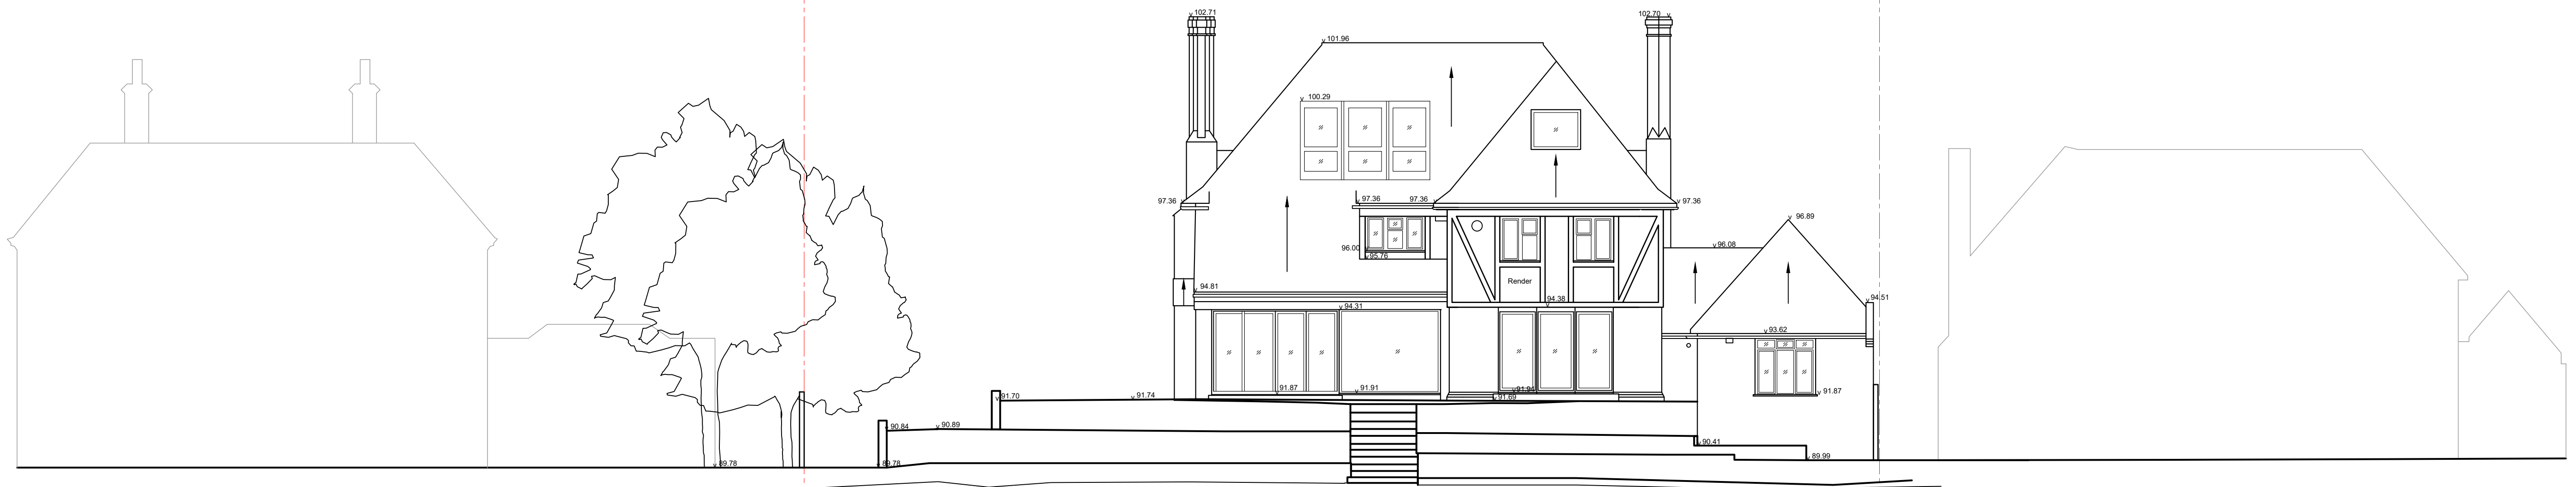 v 102.71
102.70 v
v 101.96
v 100.29
97.36 v
v 97.36
97.36 v
v 97.36
v 96.89
96.00 v
v 96.08
v 95.76
Render
v 94.81
v 94.31
v 94.38
v 94.51
v 93.62
v 91.87
v 91.91
v 91.94
v 91.87
v 91.70
v 91.74
v 91.69
v 90.84
v 90.89
v 90.41
v 89.78
v 89.78
v 89.99